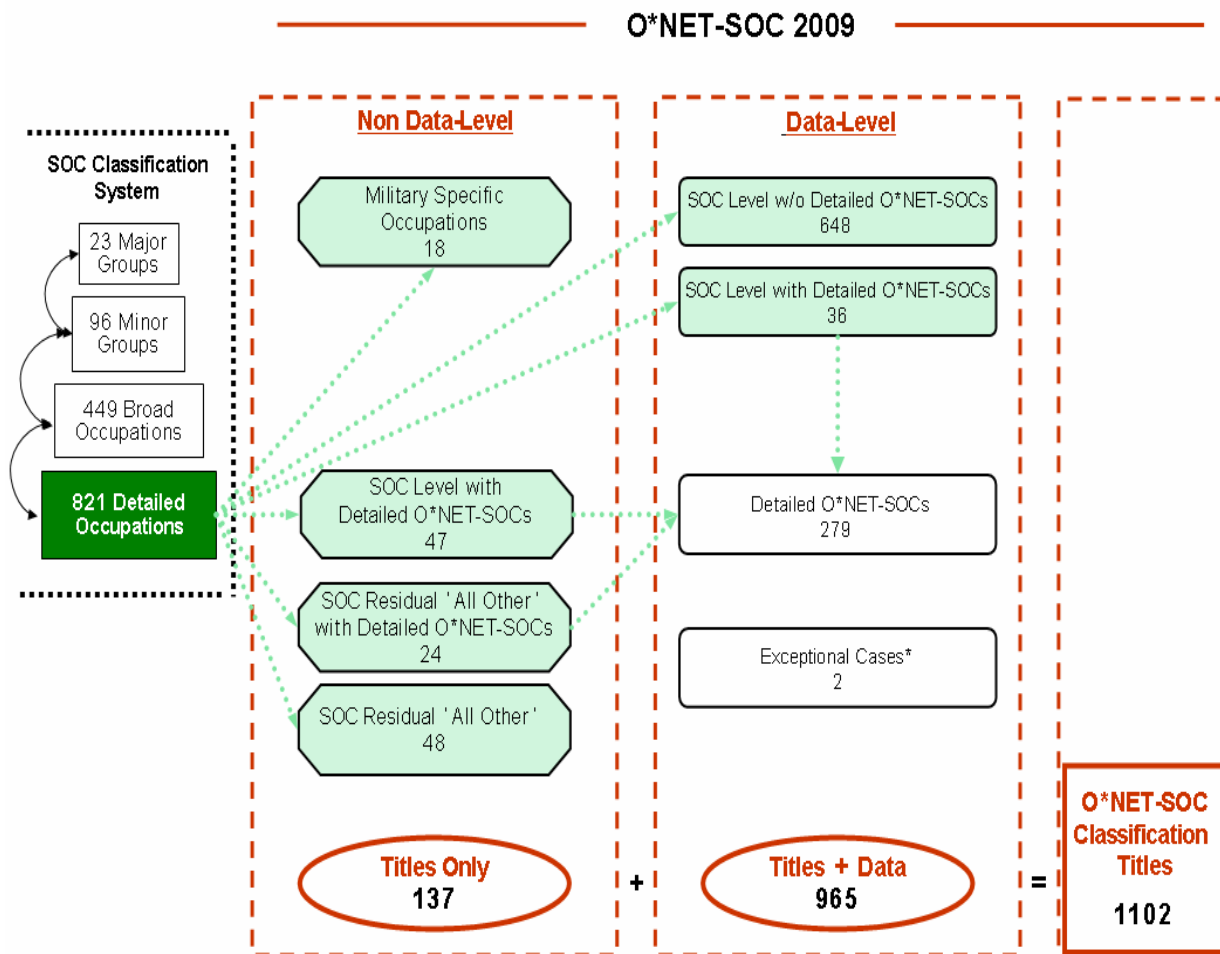 O*NET-SOC 2009
SOC Classification
System
23 Major
Groups
96 Minor
Groups
449 Broad
Occupations
821 Detailed
Occupations
Non Data-Level
Military Specific
Occupations
18
SOC Level with
Detailed O*NET-SOCs
47
SOC Residual 'All Other'
with Detailed O*NET-SOCs
24
SOC Residual 'All Other'
48
Titles Only
137
+
Data-Level
SOC Level w/o Detailed O*NET-SOCs
648
SOC Level with Detailed O*NET-SOCs
36
Detailed O*NET-SOCs
279
Exceptional Cases*
2
Titles + Data
965
=
O*NET-SOC
Classification
Titles
1102